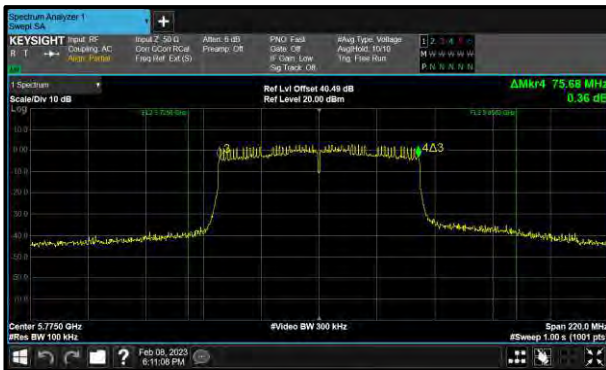 Spectrum Analyzer 1
Swept SA
KEYSIGHT
R T
Input: RF
Coupling: AC
Align: Partial
Input Z: 50 Ω
Corr CCorr RCal
Freq Ref: Ext (S)
Atten: 6 dB
Preamp: Off
PNO: Fast
Gate: Off
IF Gain: Low
Sig Track: Off
#Avg Type: Voltage
Avg|Hold: 10/10
Trig: Free Run
1 2 3 4 5 6
M W W W W W
P N N N N N
1 Spectrum
Scale/Div 10 dB
Ref Lvl Offset 40.49 dB
Ref Level 20.00 dBm
ΔMkr4 75.68 MHz
0.36 dB
Log
10.0
3
4Δ3
Center 5.7750 GHz
#Res BW 100 kHz
#Video BW 300 kHz
Span 220.0 MHz
#Sweep 1.00 s (1001 pts)
Feb 08, 2023
6:11:08 PM